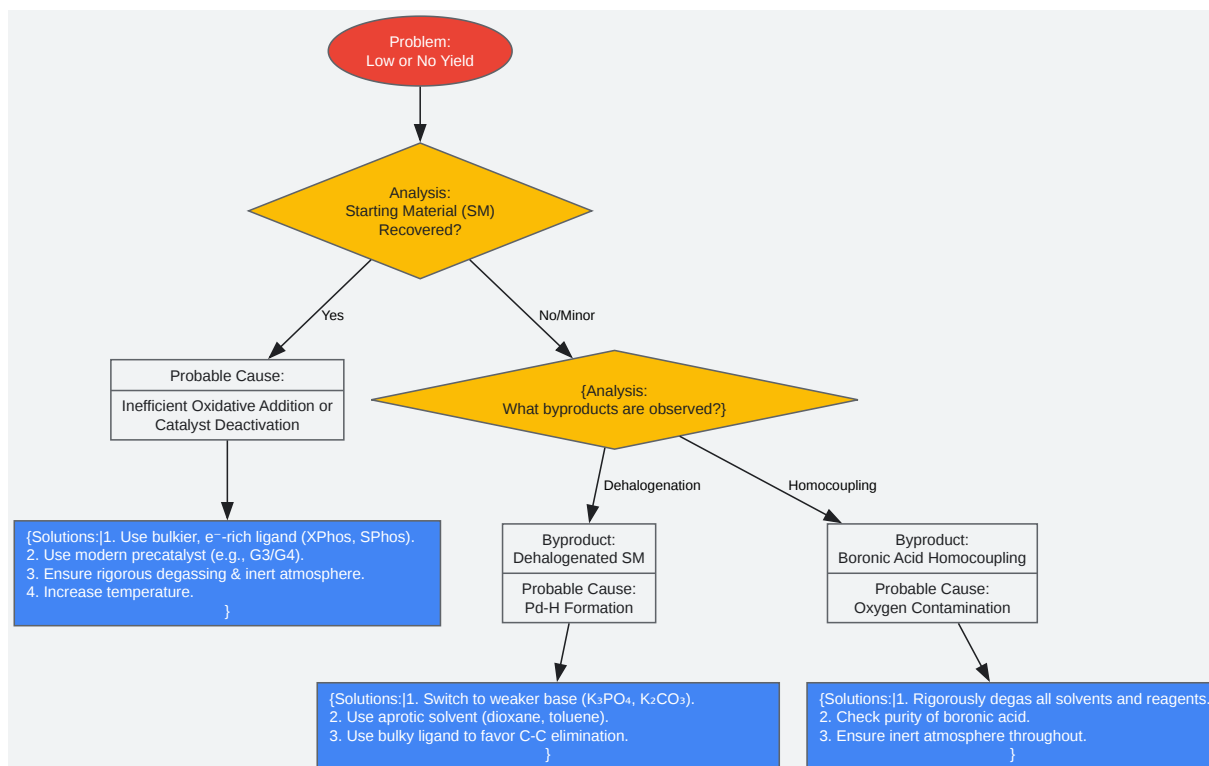 Problem:
Low or No Yield
Analysis:
Starting Material (SM)
Recovered?
Yes
No/Minor
Probable Cause:
Inefficient Oxidative Addition or
Catalyst Deactivation
{Analysis:
What byproducts are observed?}
Dehalogenation
Homocoupling
{Solutions:|1. Use bulkier, e⁻-rich ligand (XPhos, SPhos).
2. Use modern precatalyst (e.g., G3/G4).
3. Ensure rigorous degassing & inert atmosphere.
4. Increase temperature.
}
Byproduct:
Dehalogenated SM
Probable Cause:
Pd-H Formation
Byproduct:
Boronic Acid Homocoupling
Probable Cause:
Oxygen Contamination
{Solutions:|1. Switch to weaker base (K₃PO₄, K₂CO₃).
2. Use aprotic solvent (dioxane, toluene).
3. Use bulky ligand to favor C-C elimination.
}
{Solutions:|1. Rigorously degas all solvents and reagents.
2. Check purity of boronic acid.
3. Ensure inert atmosphere throughout.
}